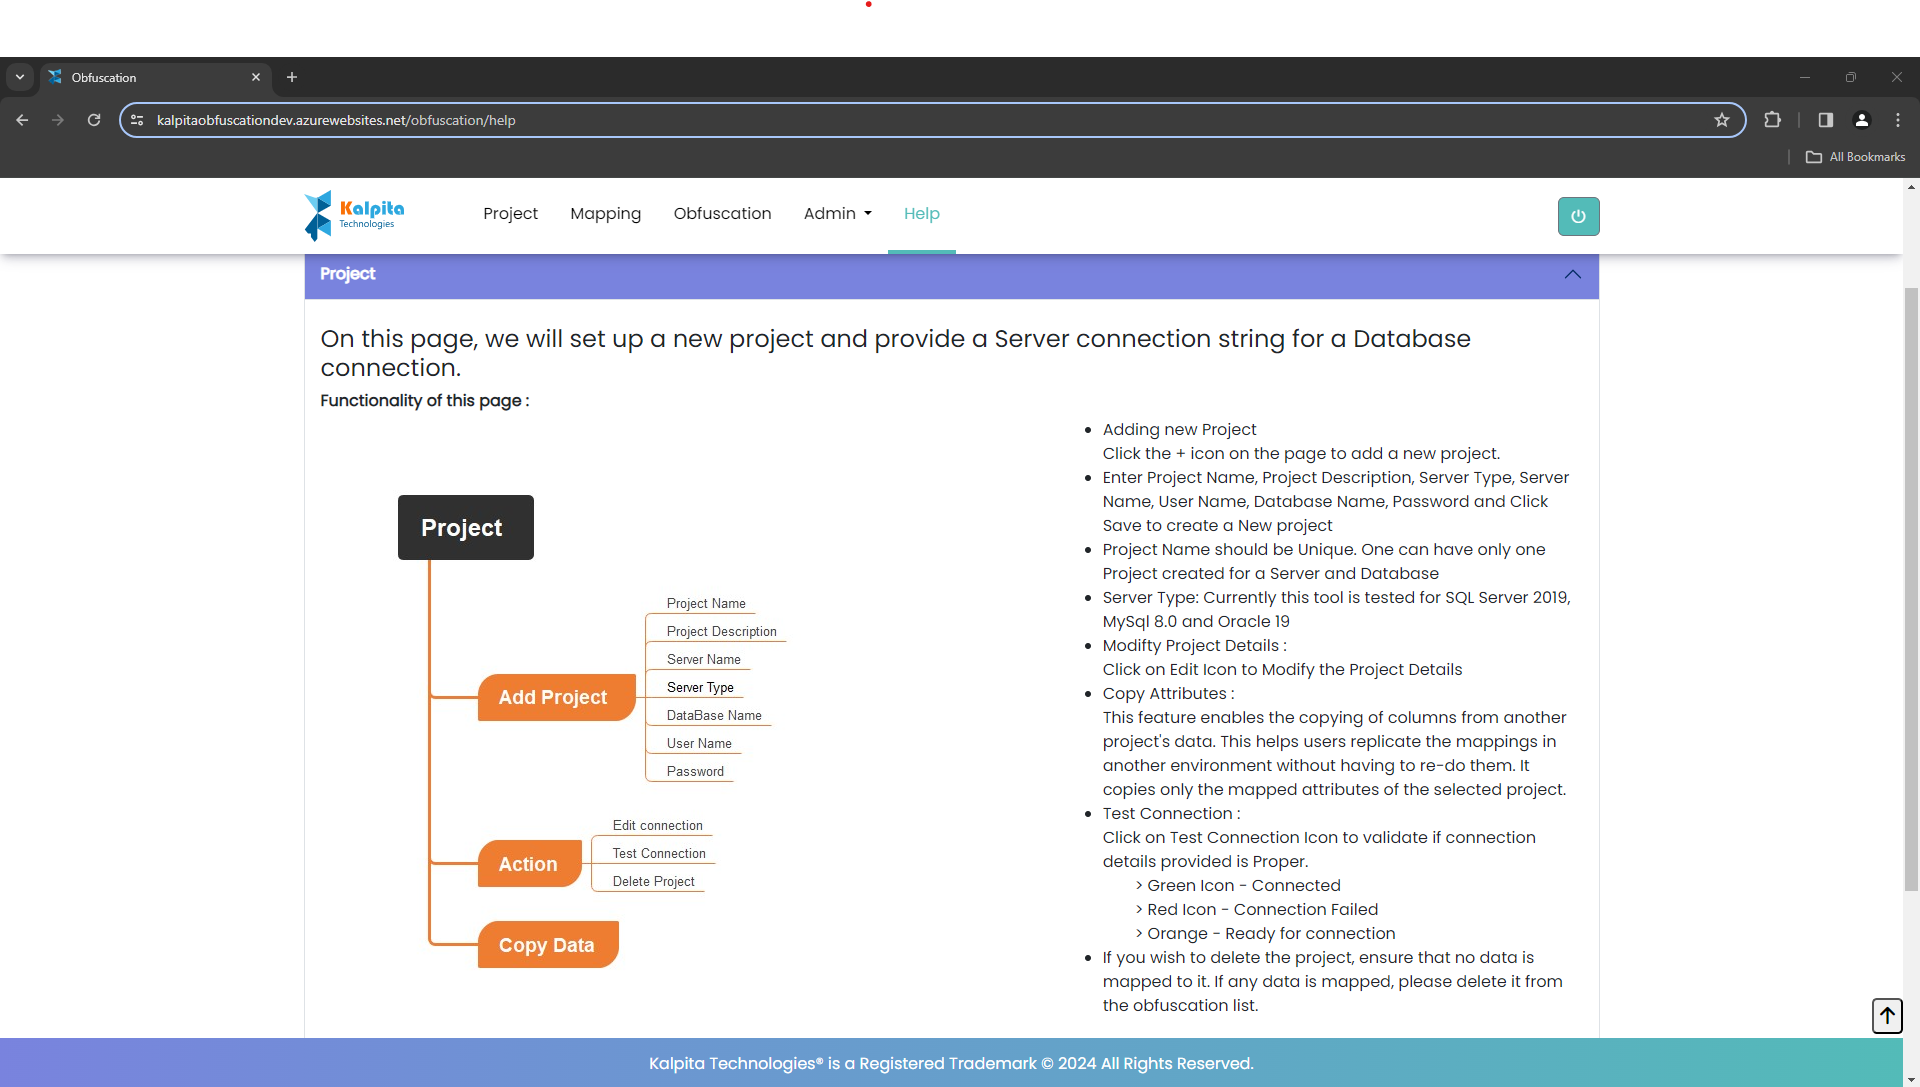 Obfuscation
kalpitaobfuscationdev.azurewebsites.net/obfuscation/help
All Bookmarks
Kalpita
Technologies
Project
Mapping
Obfuscation
Admin
Help
Project
On this page, we will set up a new project and provide a Server connection string for a Database
connection.
Functionality of this page :
Project
Add Project
Project Name
Project Description
Server Name
Server Type
DataBase Name
User Name
Password
Action
Edit connection
Test Connection
Delete Project
Copy Data
• Adding new Project
Click the + icon on the page to add a new project.
• Enter Project Name, Project Description, Server Type, Server
Name, User Name, Database Name, Password and Click
Save to create a New project
• Project Name should be Unique. One can have only one
Project created for a Server and Database
• Server Type: Currently this tool is tested for SQL Server 2019,
MySql 8.0 and Oracle 19
• Modifty Project Details :
Click on Edit Icon to Modify the Project Details
• Copy Attributes :
This feature enables the copying of columns from another
project's data. This helps users replicate the mappings in
another environment without having to re-do them. It
copies only the mapped attributes of the selected project.
• Test Connection :
Click on Test Connection Icon to validate if connection
details provided is Proper.
> Green Icon - Connected
> Red Icon - Connection Failed
> Orange - Ready for connection
• If you wish to delete the project, ensure that no data is
mapped to it. If any data is mapped, please delete it from
the obfuscation list.
Kalpita Technologies® is a Registered Trademark © 2024 All Rights Reserved.